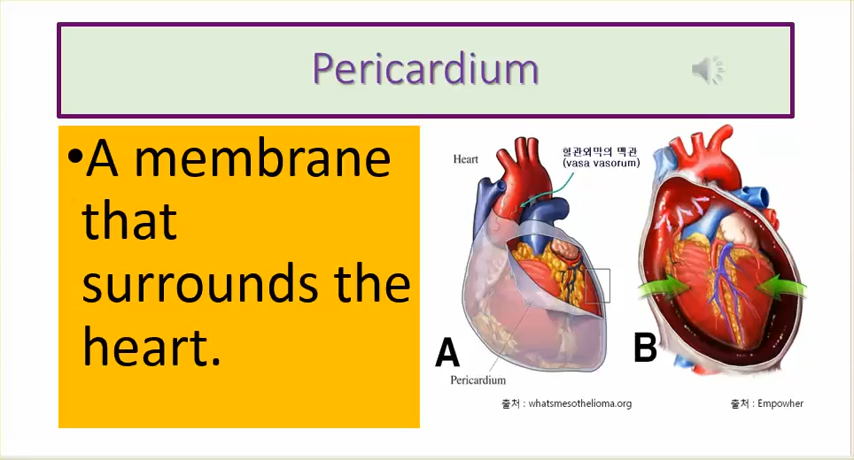 Pericardium
•A membrane
that
surrounds the
heart.
Heart
혈관외막의 맥관
(vasa vasorum)
A
B
Pericardium
출처 : whatsmesothelioma.org
출처 : Empowher